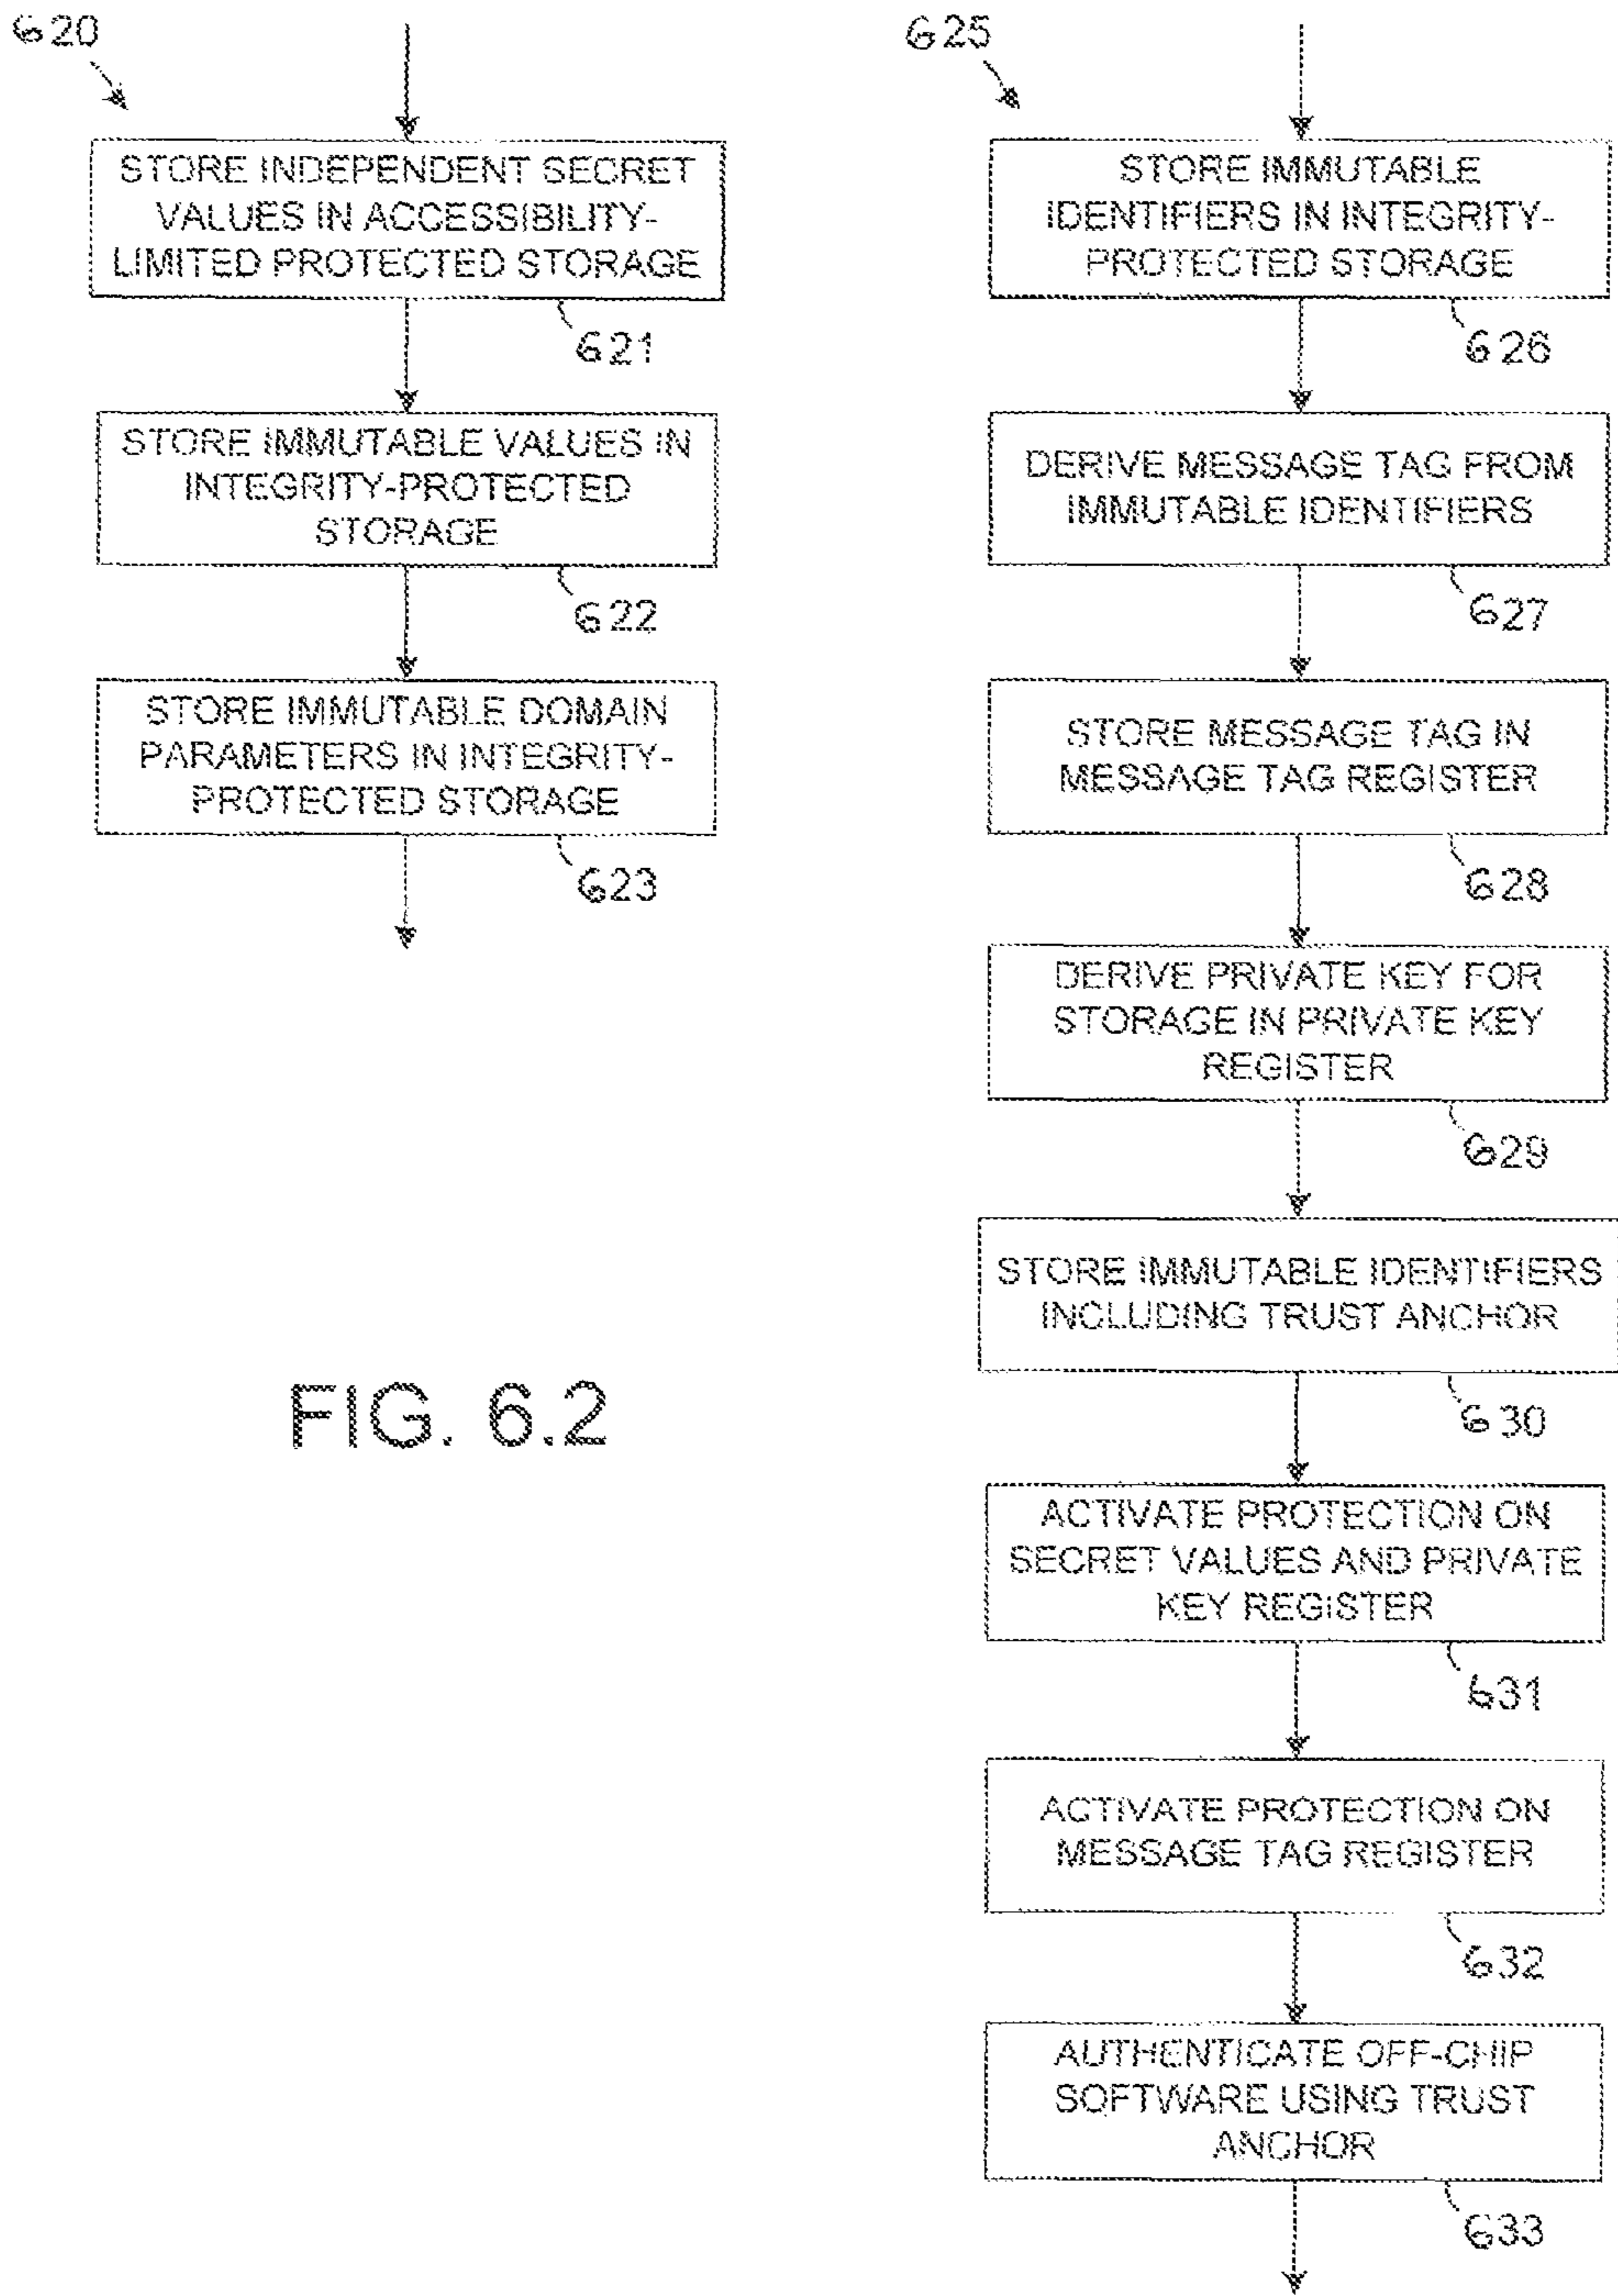 620
STORE INDEPENDENT SECRET
VALUES IN ACCESSIBILITY-
LIMITED PROTECTED STORAGE
621
STORE IMMUTABLE VALUES IN
INTEGRITY-PROTECTED
STORAGE
622
STORE IMMUTABLE DOMAIN
PARAMETERS IN INTEGRITY-
PROTECTED STORAGE
623
FIG. 6.2
625
STORE IMMUTABLE
IDENTIFIERS IN INTEGRITY-
PROTECTED STORAGE
626
DERIVE MESSAGE TAG FROM
IMMUTABLE IDENTIFIERS
627
STORE MESSAGE TAG IN
MESSAGE TAG REGISTER
628
DERIVE PRIVATE KEY FOR
STORAGE IN PRIVATE KEY
REGISTER
629
STORE IMMUTABLE IDENTIFIERS
INCLUDING TRUST ANCHOR
630
ACTIVATE PROTECTION ON
SECRET VALUES AND PRIVATE
KEY REGISTER
631
ACTIVATE PROTECTION ON
MESSAGE TAG REGISTER
632
AUTHENTICATE OFF-CHIP
SOFTWARE USING TRUST
ANCHOR
633